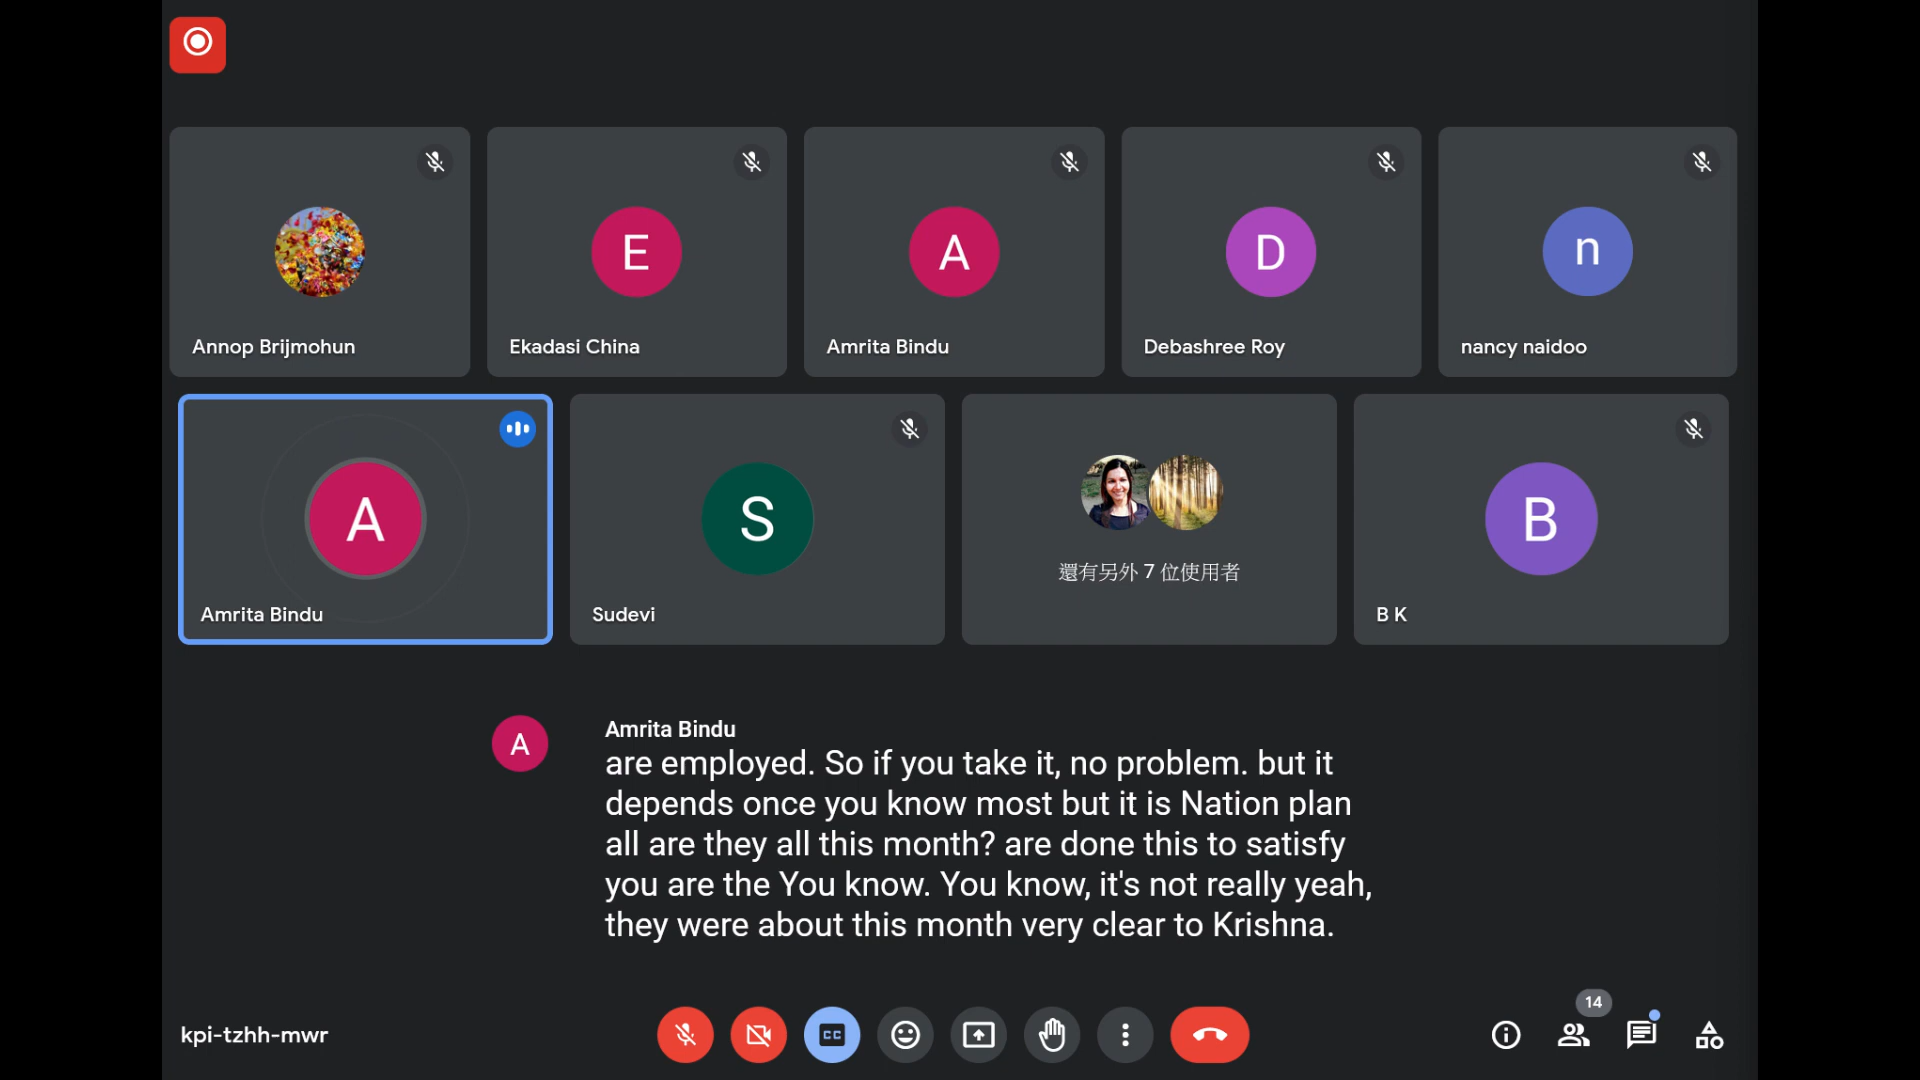 E
A
D
n
Annop Brijmohun
Ekadasi China
Amrita Bindu
Debashree Roy
nancy naidoo
A
S
B
還有另外 7 位使用者
Amrita Bindu
Sudevi
B K
A
Amrita Bindu
are employed. So if you take it, no problem. but it
depends once you know most but it is Nation plan
all are they all this month? are done this to satisfy
you are the You know. You know, it's not really yeah,
they were about this month very clear to Krishna.
14
kpi-tzhh-mwr
CC